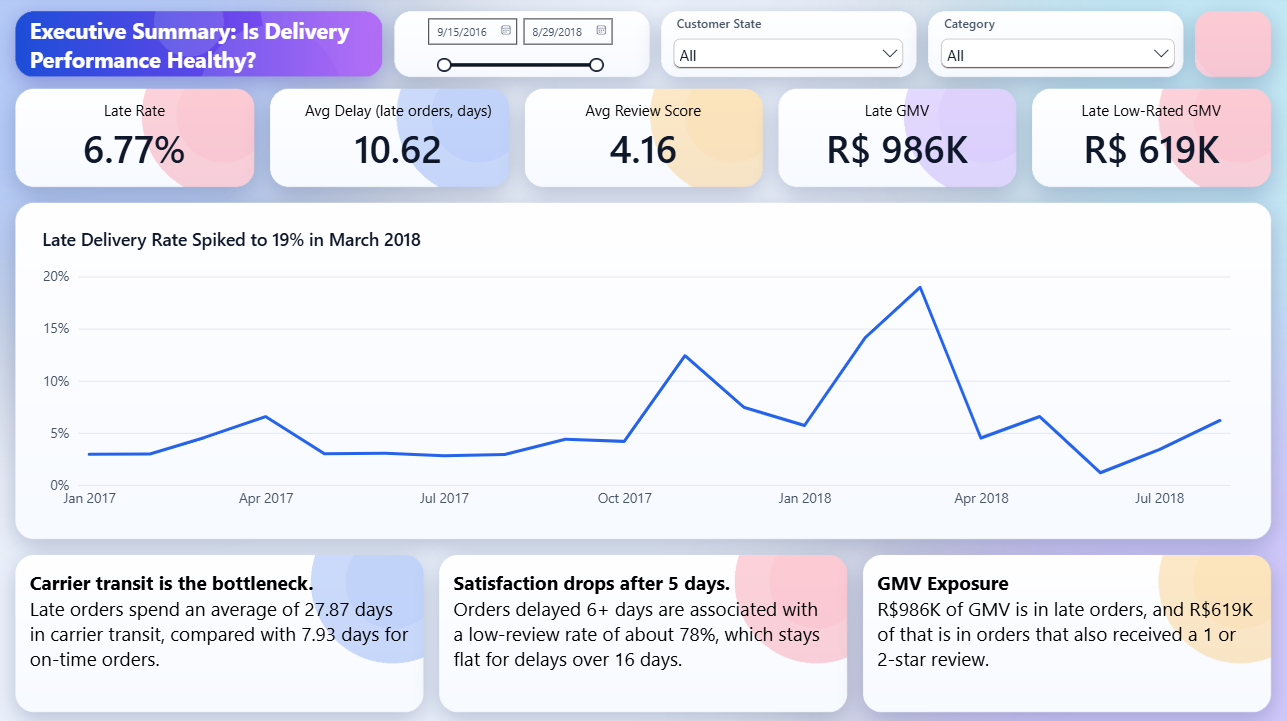 Executive Summary: Is Delivery
Performance Healthy?
9/15/2016
8/29/2018
Customer State
All
Category
All
Late Rate
6.77%
Avg Delay (late orders, days)
10.62
Avg Review Score
4.16
Late GMV
R$ 986K
Late Low-Rated GMV
R$ 619K
Late Delivery Rate Spiked to 19% in March 2018
20%
15%
10%
5%
0%
Jan 2017
Apr 2017
Jul 2017
Oct 2017
Jan 2018
Apr 2018
Jul 2018
Carrier transit is the bottleneck.
Late orders spend an average of 27.87 days
in carrier transit, compared with 7.93 days for
on-time orders.
Satisfaction drops after 5 days.
Orders delayed 6+ days are associated with
a low-review rate of about 78%, which stays
flat for delays over 16 days.
GMV Exposure
R$986K of GMV is in late orders, and R$619K
of that is in orders that also received a 1 or
2-star review.